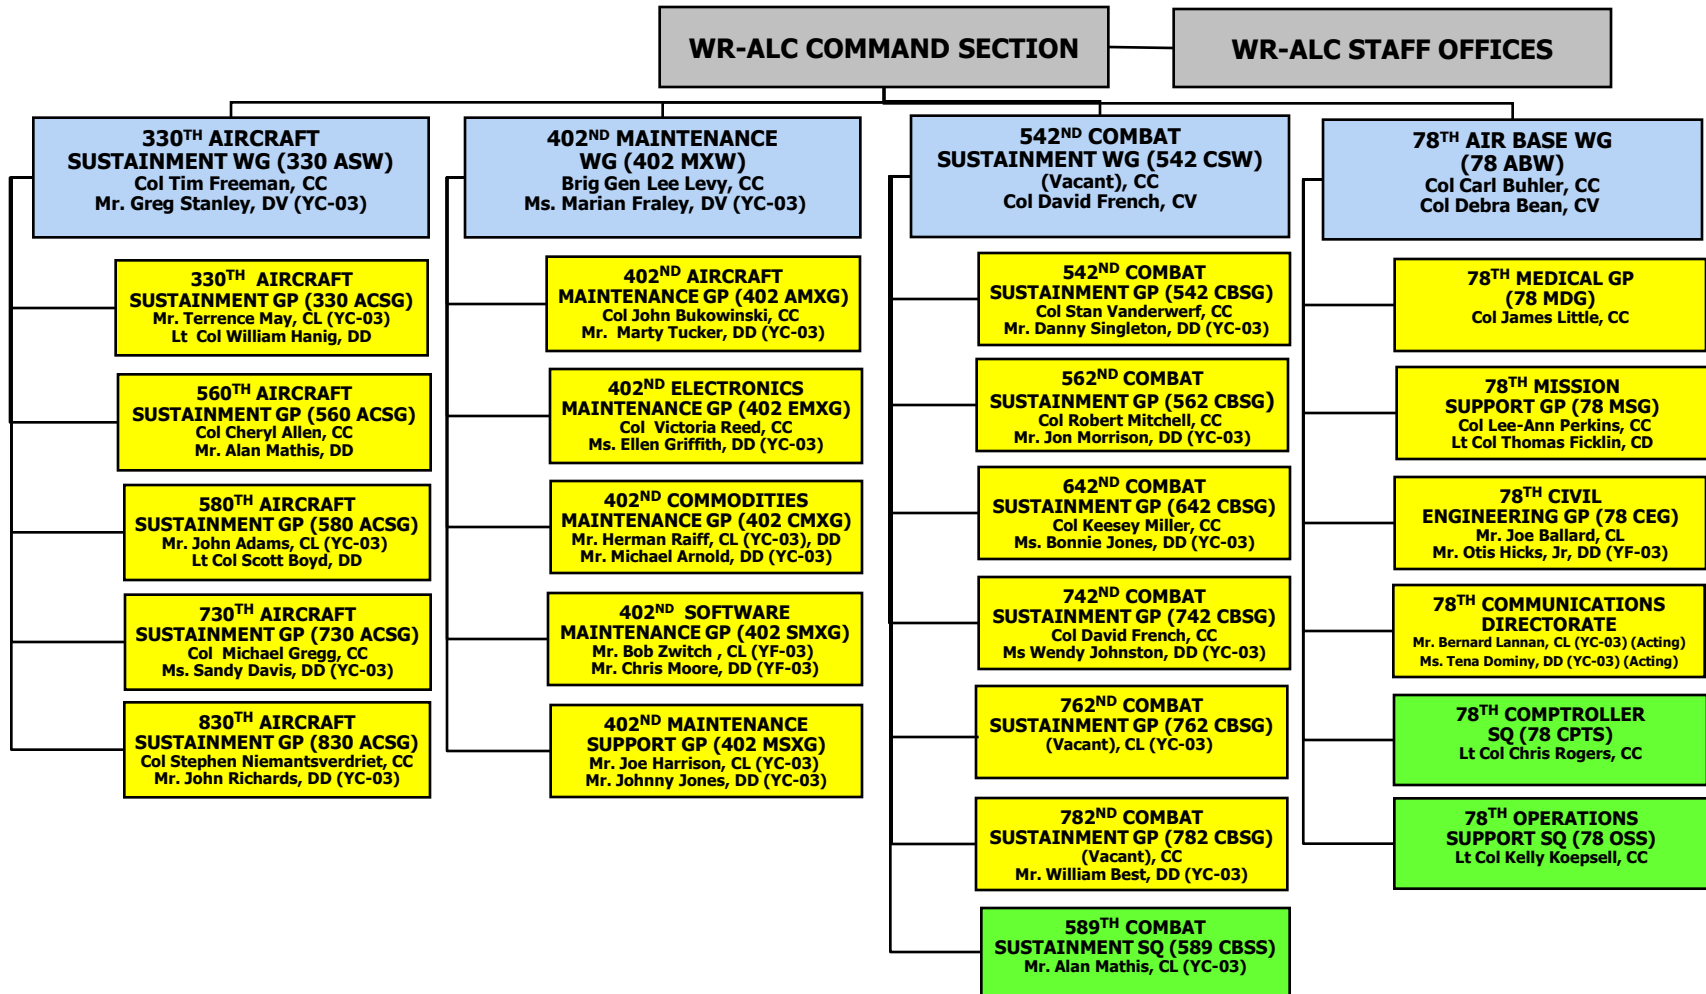 WR-ALC COMMAND SECTION
WR-ALC STAFF OFFICES
330TH AIRCRAFT
SUSTAINMENT WG (330 ASW)
Col Tim Freeman, CC
Mr. Greg Stanley, DV (YC-03)
330TH AIRCRAFT
SUSTAINMENT GP (330 ACSG)
Mr. Terrence May, CL (YC-03)
Lt Col William Hanig, DD
560TH AIRCRAFT
SUSTAINMENT GP (560 ACSG)
Col Cheryl Allen, CC
Mr. Alan Mathis, DD
580TH AIRCRAFT
SUSTAINMENT GP (580 ACSG)
Mr. John Adams, CL (YC-03)
Lt Col Scott Boyd, DD
730TH AIRCRAFT
SUSTAINMENT GP (730 ACSG)
Col Michael Gregg, CC
Ms. Sandy Davis, DD (YC-03)
830TH AIRCRAFT
SUSTAINMENT GP (830 ACSG)
Col Stephen Niemantsverdriet, CC
Mr. John Richards, DD (YC-03)
402ND MAINTENANCE
WG (402 MXW)
Brig Gen Lee Levy, CC
Ms. Marian Fraley, DV (YC-03)
402ND AIRCRAFT
MAINTENANCE GP (402 AMXG)
Col John Bukowinski, CC
Mr. Marty Tucker, DD (YC-03)
402ND ELECTRONICS
MAINTENANCE GP (402 EMXG)
Col Victoria Reed, CC
Ms. Ellen Griffith, DD (YC-03)
402ND COMMODITIES
MAINTENANCE GP (402 CMXG)
Mr. Herman Raiff, CL (YC-03), DD
Mr. Michael Arnold, DD (YC-03)
402ND SOFTWARE
MAINTENANCE GP (402 SMXG)
Mr. Bob Zwitch , CL (YF-03)
Mr. Chris Moore, DD (YF-03)
402ND MAINTENANCE
SUPPORT GP (402 MSXG)
Mr. Joe Harrison, CL (YC-03)
Mr. Johnny Jones, DD (YC-03)
542ND COMBAT
SUSTAINMENT WG (542 CSW)
(Vacant), CC
Col David French, CV
542ND COMBAT
SUSTAINMENT GP (542 CBSG)
Col Stan Vanderwerf, CC
Mr. Danny Singleton, DD (YC-03)
562ND COMBAT
SUSTAINMENT GP (562 CBSG)
Col Robert Mitchell, CC
Mr. Jon Morrison, DD (YC-03)
642ND COMBAT
SUSTAINMENT GP (642 CBSG)
Col Keesey Miller, CC
Ms. Bonnie Jones, DD (YC-03)
742ND COMBAT
SUSTAINMENT GP (742 CBSG)
Col David French, CC
Ms Wendy Johnston, DD (YC-03)
762ND COMBAT
SUSTAINMENT GP (762 CBSG)
(Vacant), CL (YC-03)
782ND COMBAT
SUSTAINMENT GP (782 CBSG)
(Vacant), CC
Mr. William Best, DD (YC-03)
589TH COMBAT
SUSTAINMENT SQ (589 CBSS)
Mr. Alan Mathis, CL (YC-03)
78TH AIR BASE WG
(78 ABW)
Col Carl Buhler, CC
Col Debra Bean, CV
78TH MEDICAL GP
(78 MDG)
Col James Little, CC
78TH MISSION
SUPPORT GP (78 MSG)
Col Lee-Ann Perkins, CC
Lt Col Thomas Ficklin, CD
78TH CIVIL
ENGINEERING GP (78 CEG)
Mr. Joe Ballard, CL
Mr. Otis Hicks, Jr, DD (YF-03)
78TH COMMUNICATIONS
DIRECTORATE
Mr. Bernard Lannan, CL (YC-03) (Acting)
Ms. Tena Dominy, DD (YC-03) (Acting)
78TH COMPTROLLER
SQ (78 CPTS)
Lt Col Chris Rogers, CC
78TH OPERATIONS
SUPPORT SQ (78 OSS)
Lt Col Kelly Koepsell, CC